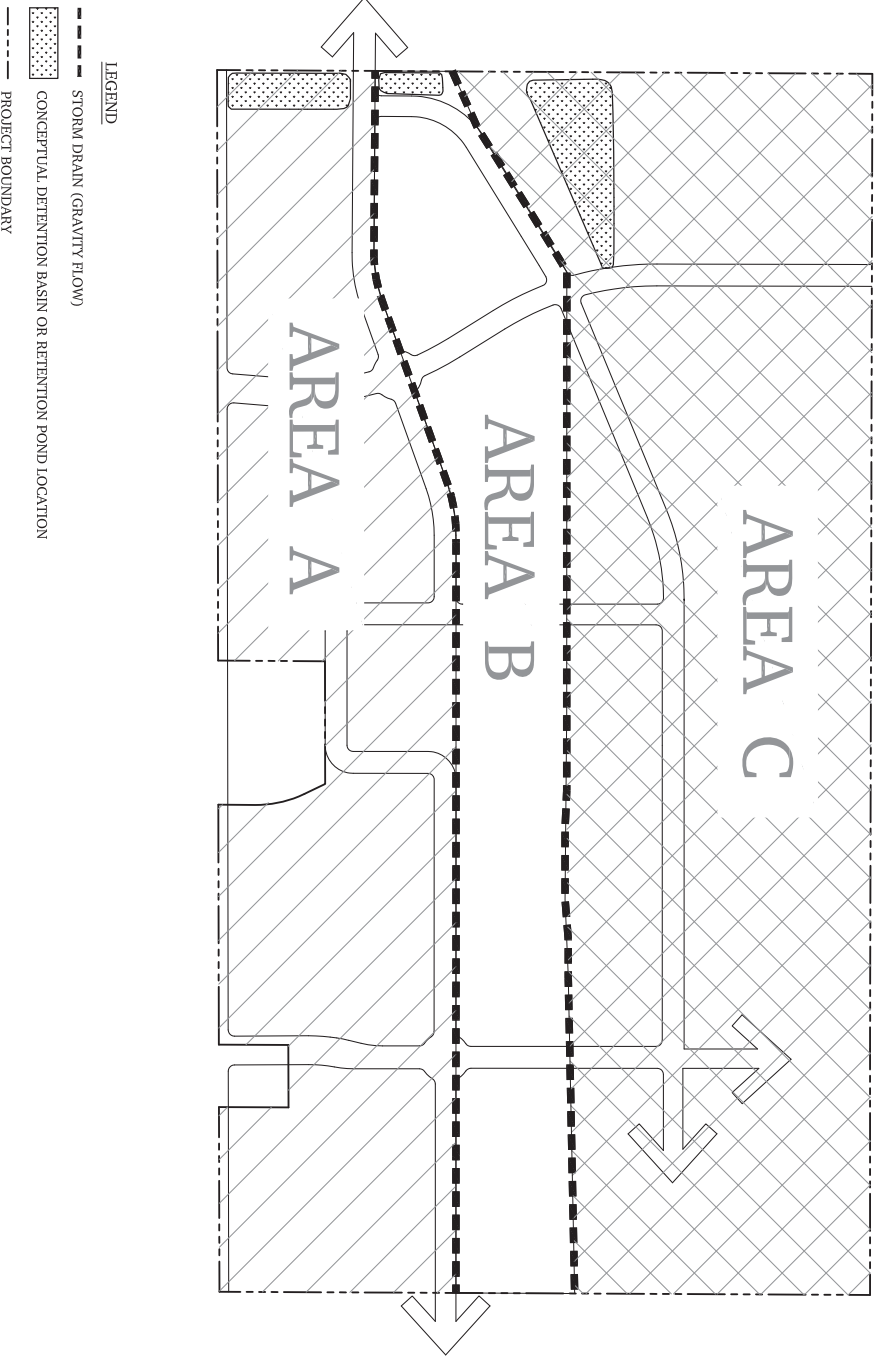 AREA A
AREA B
AREA C
LEGEND
STORM DRAIN (GRAVITY FLOW)
CONCEPTUAL DETENTION BASIN OR RETENTION POND LOCATION
PROJECT BOUNDARY